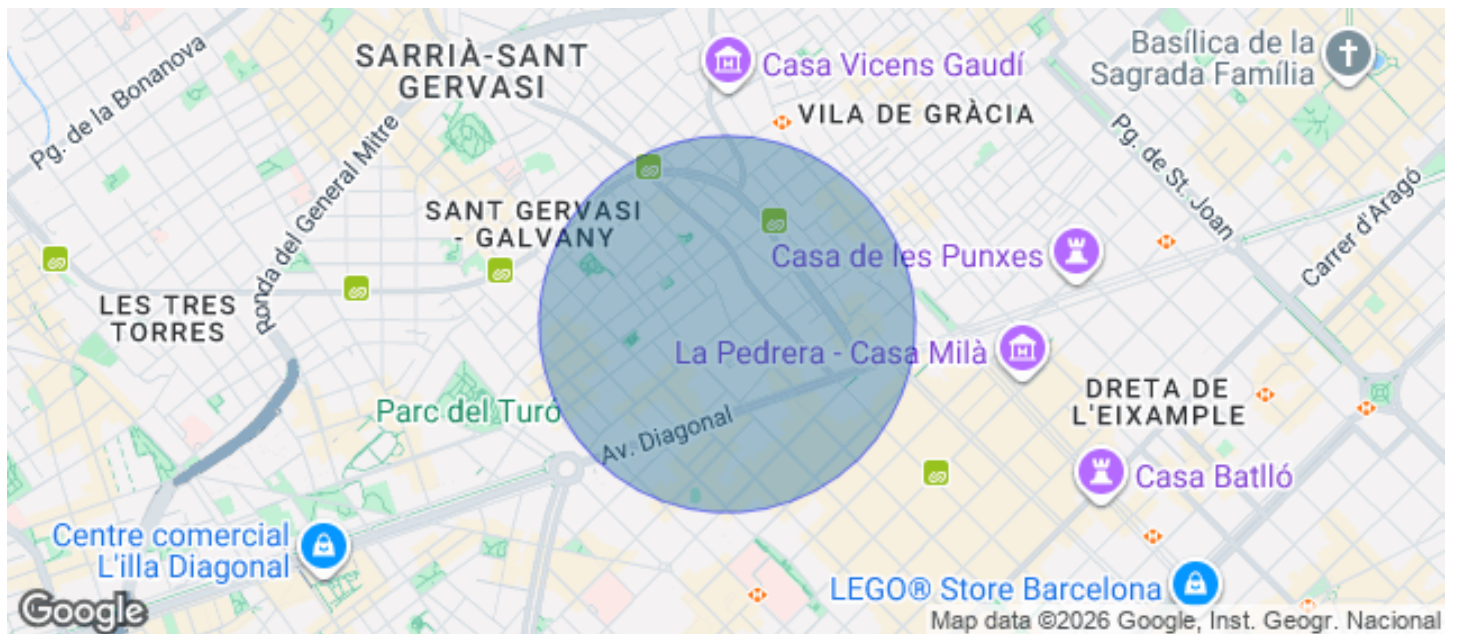 Pg. de la Bonanova
SARRIÀ-SANT
GERVASI
Casa Vicens Gaudí
Basílica de la
Sagrada Família
VILA DE GRÀCIA
Ronda del General Mitre
Pg. de St. Joan
Carrer d'Aragó
SANT GERVASI
- GALVANY
Casa de les Punxes
LES TRES
TORRES
La Pedrera - Casa Milà
DRETA DE
L'EIXAMPLE
Parc del Turó
Av. Diagonal
Casa Batlló
Centre comercial
L'illa Diagonal
LEGO® Store Barcelona
Google
Map data ©2026 Google, Inst. Geogr. Nacional